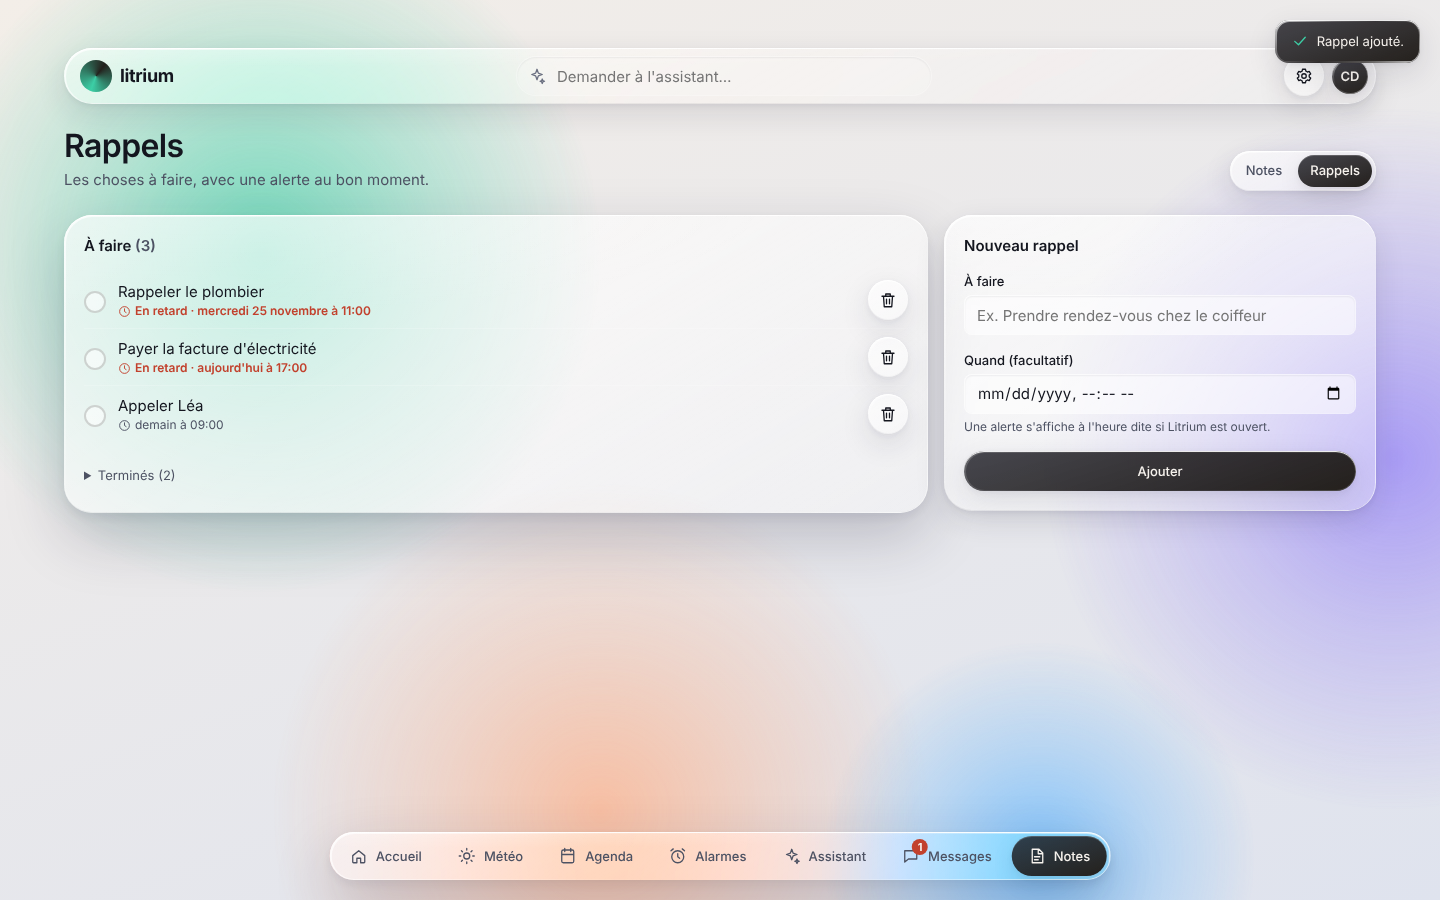 Rappel ajouté.
litrium
Demander à l'assistant...
CD
Rappels
Les choses à faire, avec une alerte au bon moment.
Notes
Rappels
À faire (3)
Rappeler le plombier
En retard · mercredi 25 novembre à 11:00
Payer la facture d'électricité
En retard · aujourd'hui à 17:00
Appeler Léa
demain à 09:00
Terminés (2)
Nouveau rappel
À faire
Ex. Prendre rendez-vous chez le coiffeur
Quand (facultatif)
mm/dd/yyyy, --:-- --
Une alerte s'affiche à l'heure dite si Litrium est ouvert.
Ajouter
Accueil
Météo
Agenda
Alarmes
Assistant
1
Messages
Notes